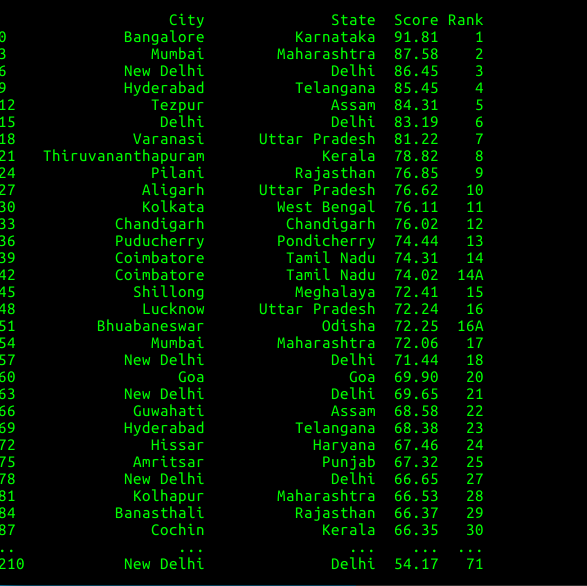 City State Score Rank
0 Bangalore Karnataka 91.81 1
3 Mumbai Maharashtra 87.58 2
6 New Delhi Delhi 86.45 3
9 Hyderabad Telangana 85.45 4
12 Tezpur Assam 84.31 5
15 Delhi Delhi 83.19 6
18 Varanasi Uttar Pradesh 81.22 7
21 Thiruvananthapuram Kerala 78.82 8
24 Pilani Rajasthan 76.85 9
27 Aligarh Uttar Pradesh 76.62 10
30 Kolkata West Bengal 76.11 11
33 Chandigarh Chandigarh 76.02 12
36 Puducherry Pondicherry 74.44 13
39 Coimbatore Tamil Nadu 74.31 14
42 Coimbatore Tamil Nadu 74.02 14A
45 Shillong Meghalaya 72.41 15
48 Lucknow Uttar Pradesh 72.24 16
51 Bhuabaneswar Odisha 72.25 16A
54 Mumbai Maharashtra 72.06 17
57 New Delhi Delhi 71.44 18
60 Goa Goa 69.90 20
63 New Delhi Delhi 69.65 21
66 Guwahati Assam 68.58 22
69 Hyderabad Telangana 68.38 23
72 Hissar Haryana 67.46 24
75 Amritsar Punjab 67.32 25
78 New Delhi Delhi 66.65 27
81 Kolhapur Maharashtra 66.53 28
84 Banasthali Rajasthan 66.37 29
87 Cochin Kerala 66.35 30
.. ... ... ... ...
210 New Delhi Delhi 54.17 71